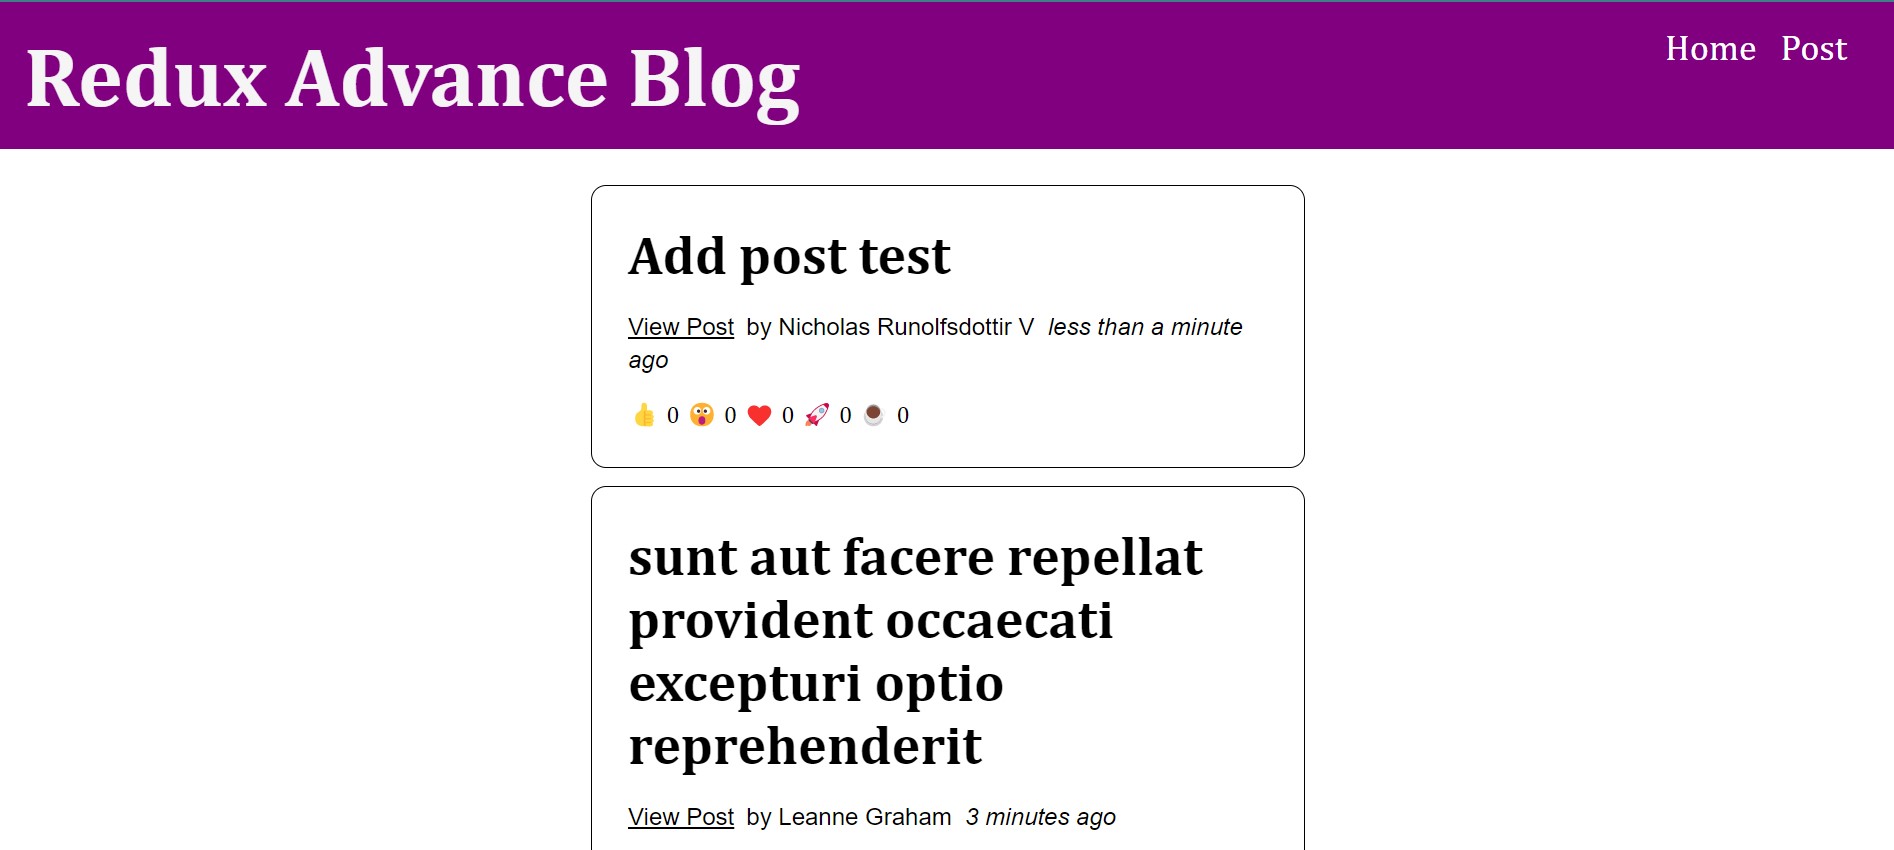 Redux Advance Blog
Home Post
Add post test
View Post by Nicholas Runolfsdottir V less than a minute
ago
👍 0 😲 0 ❤️ 0 🚀 0 ☕ 0
sunt aut facere repellat
provident occaecati
excepturi optio
reprehenderit
View Post by Leanne Graham 3 minutes ago